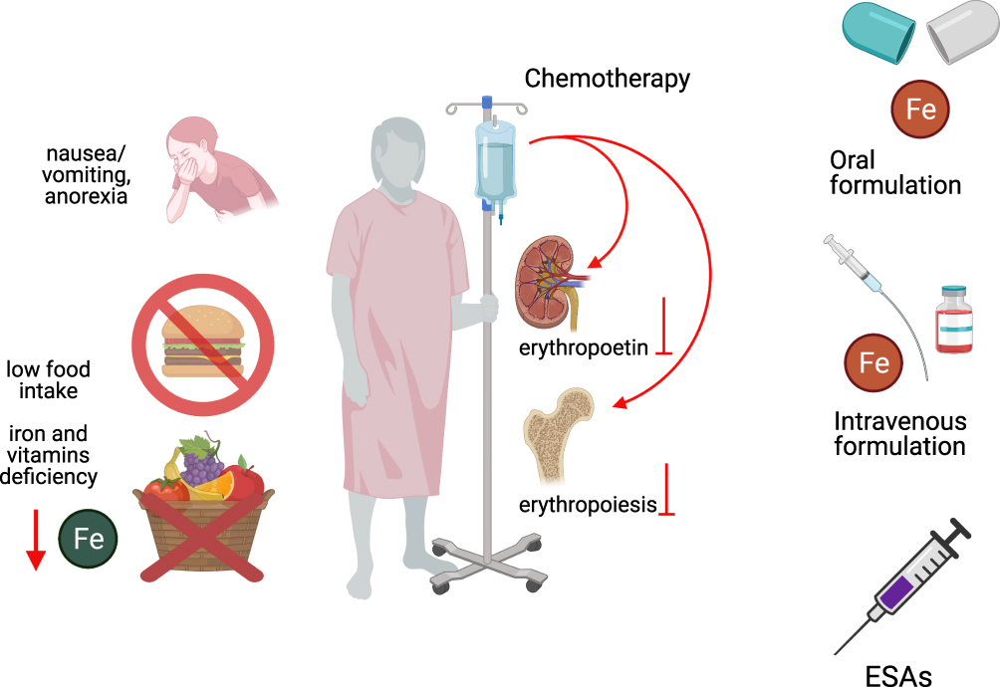 Chemotherapy
nausea/
vomiting,
anorexia
low food
intake
iron and
vitamins
deficiency
Fe
erythropoetin
erythropoiesis
Fe
Oral
formulation
Fe
Intravenous
formulation
ESAs